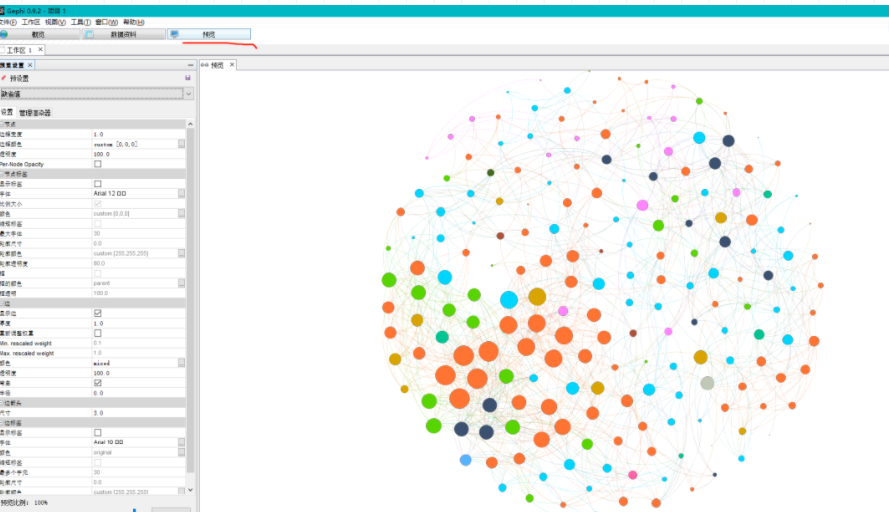 Gephi 0.9.2 - 项目 1
文件(F) 工作区 视图(V) 工具(T) 窗口(W) 帮助(H)
概览 数据资料 预览
工作区 1 ×
预览设置 × 预览 ×
预设置
缺省值
设置 管理渲染器
节点
边框宽度 1.0
边框颜色 custom [0,0,0]
透明度 100.0
Per-Node Opacity
节点标签
显示标签
字体 Arial 12
比例大小
颜色 custom [0,0,0]
缩短标签
最大字符 30
轮廓尺寸 0.0
轮廓颜色 custom [255,255,255]
轮廓透明度 80.0
框
框的颜色 parent
框透明 100.0
边
显示边
厚度 1.0
重新调整权重
Min. rescaled weight 0.1
Max. rescaled weight 1.0
颜色 mixed
透明度 100.0
弯曲
半径 0.0
边箭头
尺寸 3.0
边标签
显示标签
字体 Arial 10
颜色 original
缩短标签
最多个字元 30
轮廓尺寸 0.0
轮廓颜色 custom [255,255,255]
预览比例: 100%